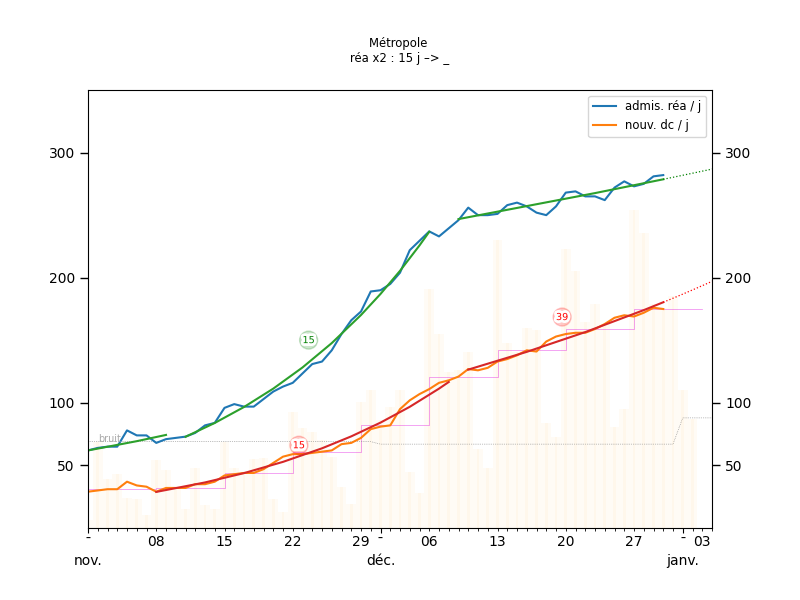 Métropole
réa x2 : 15 j –> _
admis. réa / j
nouv. dc / j
300
300
200
200
15
39
100
100
bruit
15
50
50
- 08 15 22 29 - 06 13 20 27 - 03
nov. déc. janv.